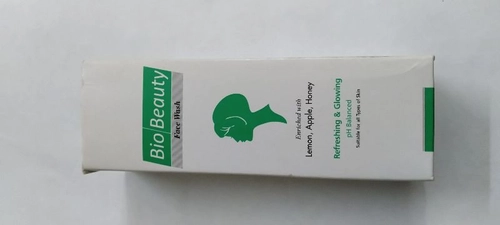 Bio Beauty
Face Wash
Enriched with
Lemon, Apple, Honey
Refreshing & Glowing
pH Balanced
Suitable for all Types of Skin